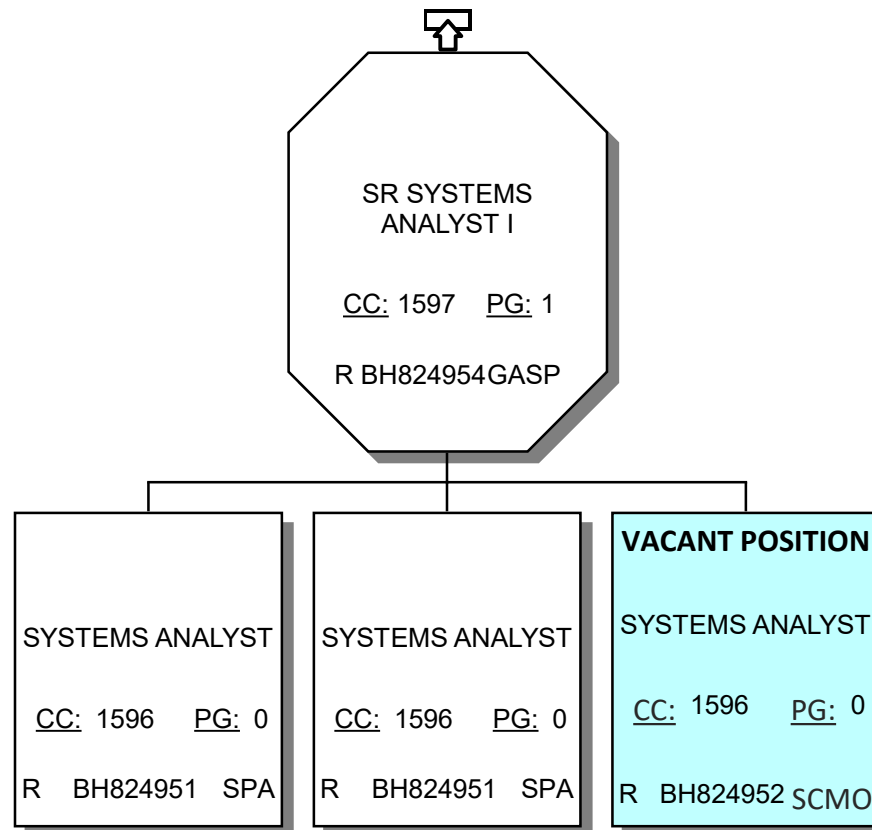 SR SYSTEMS
ANALYST I
CC: 1597 PG: 1
R BH824954GASP
SYSTEMS ANALYST
CC: 1596 PG: 0
R BH824951 SPA
SYSTEMS ANALYST
CC: 1596 PG: 0
R BH824951 SPA
VACANT POSITION
SYSTEMS ANALYST
CC: 1596 PG: 0
R BH824952 SCMO